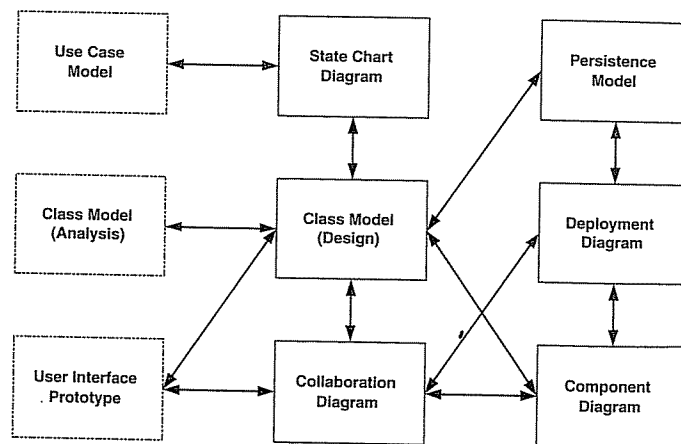 Use Case
Model
State Chart
Diagram
Persistence
Model
Class Model
(Analysis)
Class Model
(Design)
Deployment
Diagram
User Interface
Prototype
Collaboration
Diagram
Component
Diagram